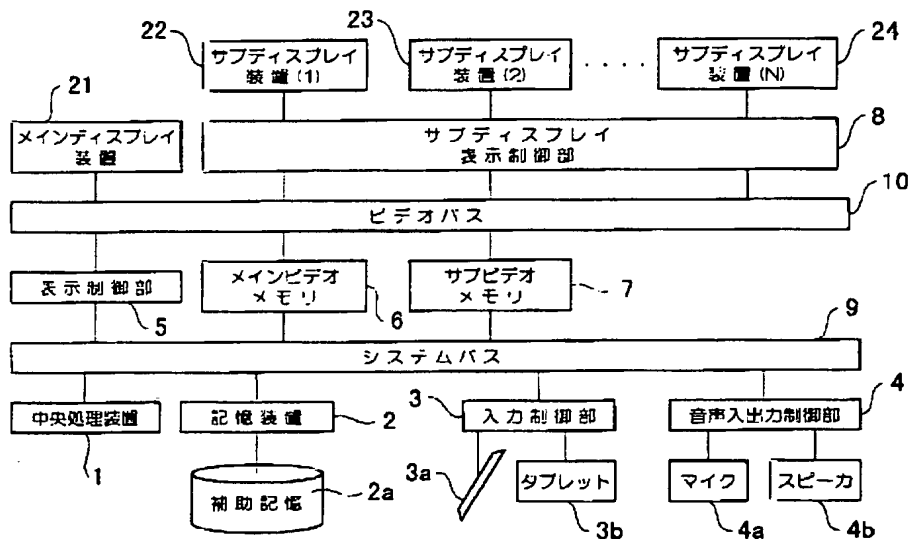 22
サブディスプレイ
装置(1)
23
サブディスプレイ
装置(2)
‥‥
サブディスプレイ
装置(N)
24
21
メインディスプレイ
装置
サブディスプレイ
表示制御部
8
10
ビデオバス
表示制御部
5
メインビデオ
メモリ
6
サブビデオ
メモリ
7
9
システムバス
中央処理装置
1
記憶装置
2
3
入力制御部
音声入出力制御部
4
補助記憶
2a
3a
タブレット
3b
マイク
4a
スピーカ
4b